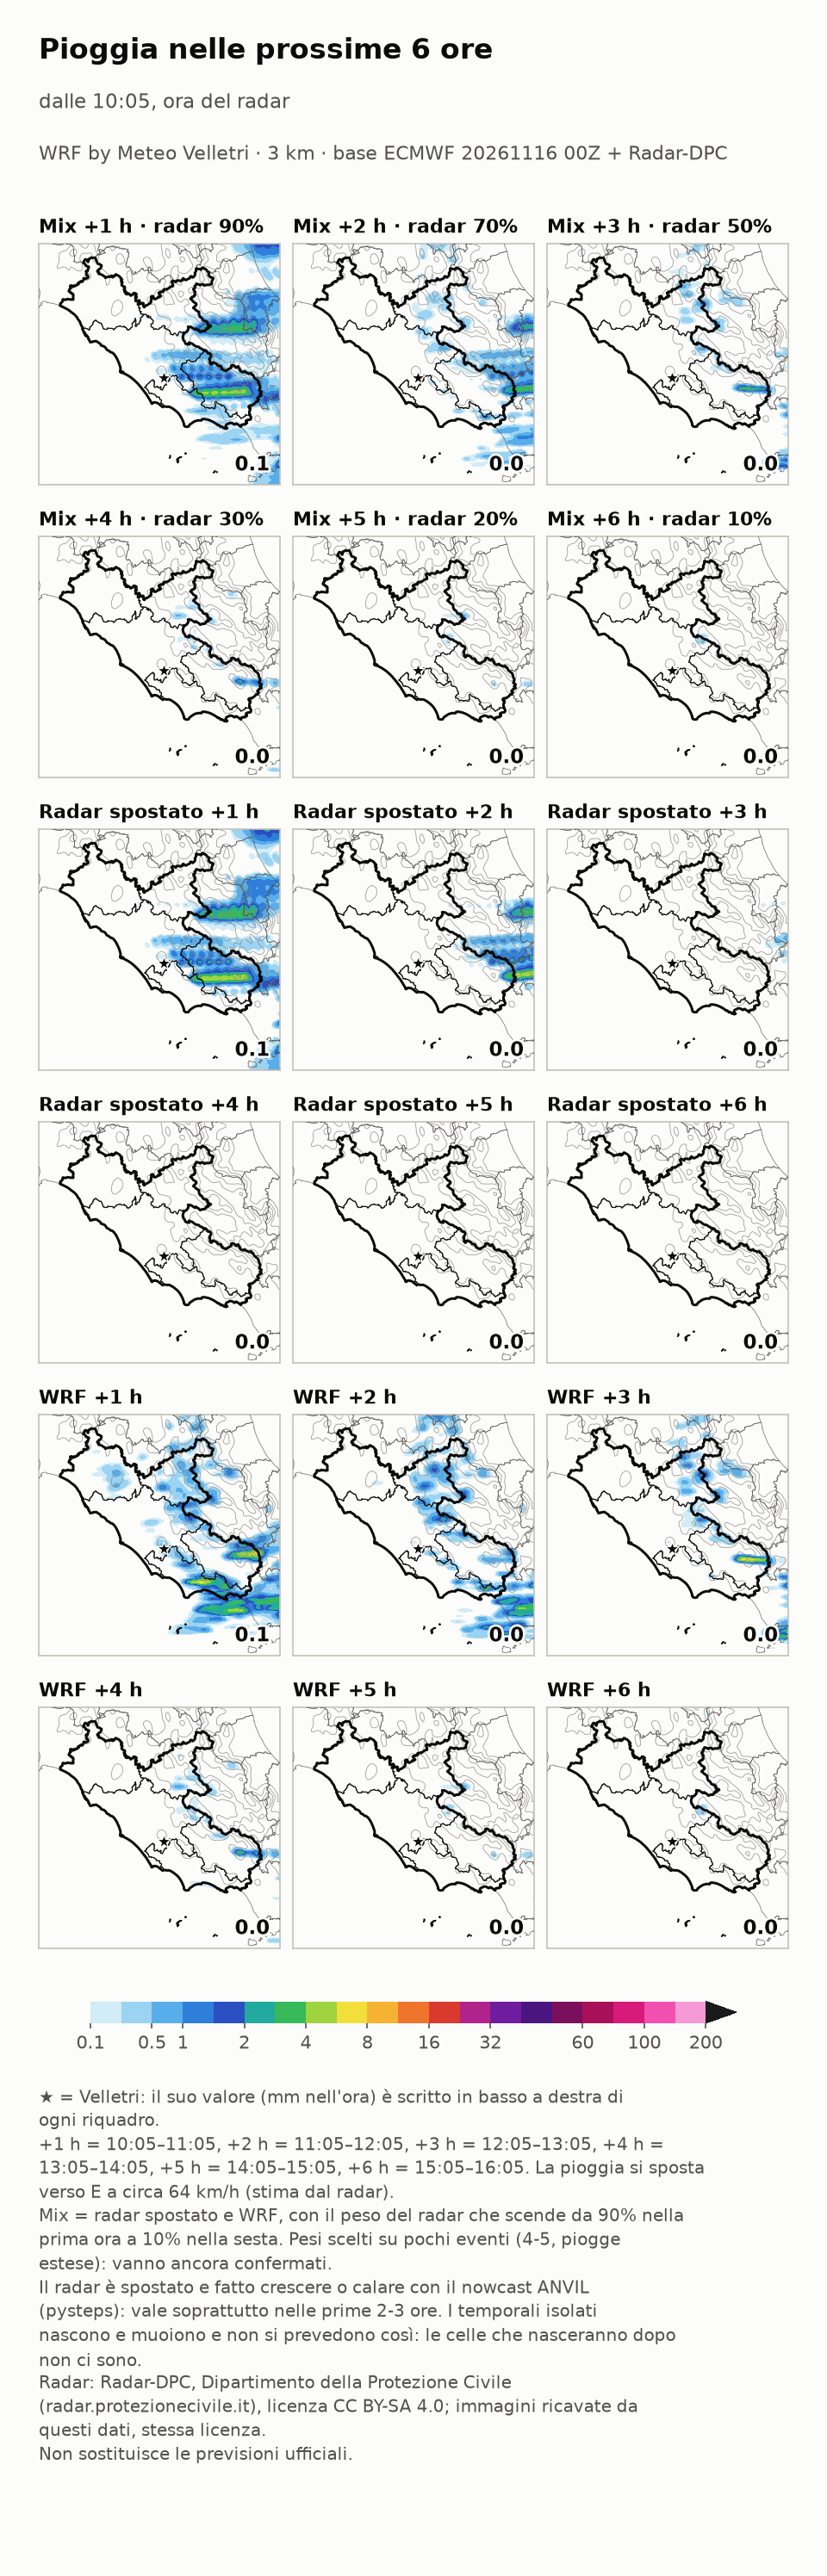 Pioggia nelle prossime 6 ore
dalle 10:05, ora del radar
WRF by Meteo Velletri · 3 km · base ECMWF 20261116 00Z + Radar-DPC
Mix +1 h · radar 90%
Mix +2 h · radar 70%
Mix +3 h · radar 50%
0.1
0.0
0.0
Mix +4 h · radar 30%
Mix +5 h · radar 20%
Mix +6 h · radar 10%
0.0
0.0
0.0
Radar spostato +1 h
Radar spostato +2 h
Radar spostato +3 h
0.1
0.0
0.0
Radar spostato +4 h
Radar spostato +5 h
Radar spostato +6 h
0.0
0.0
0.0
WRF +1 h
WRF +2 h
WRF +3 h
0.1
0.0
0.0
WRF +4 h
WRF +5 h
WRF +6 h
0.0
0.0
0.0
0.1 0.5 1 2 4 8 16 32 60 100 200
★ = Velletri: il suo valore (mm nell'ora) è scritto in basso a destra di
ogni riquadro.
+1 h = 10:05–11:05, +2 h = 11:05–12:05, +3 h = 12:05–13:05, +4 h =
13:05–14:05, +5 h = 14:05–15:05, +6 h = 15:05–16:05. La pioggia si sposta
verso E a circa 64 km/h (stima dal radar).
Mix = radar spostato e WRF, con il peso del radar che scende da 90% nella
prima ora a 10% nella sesta. Pesi scelti su pochi eventi (4-5, piogge
estese): vanno ancora confermati.
Il radar è spostato e fatto crescere o calare con il nowcast ANVIL
(pysteps): vale soprattutto nelle prime 2-3 ore. I temporali isolati
nascono e muoiono e non si prevedono così: le celle che nasceranno dopo
non ci sono.
Radar: Radar-DPC, Dipartimento della Protezione Civile
(radar.protezionecivile.it), licenza CC BY-SA 4.0; immagini ricavate da
questi dati, stessa licenza.
Non sostituisce le previsioni ufficiali.